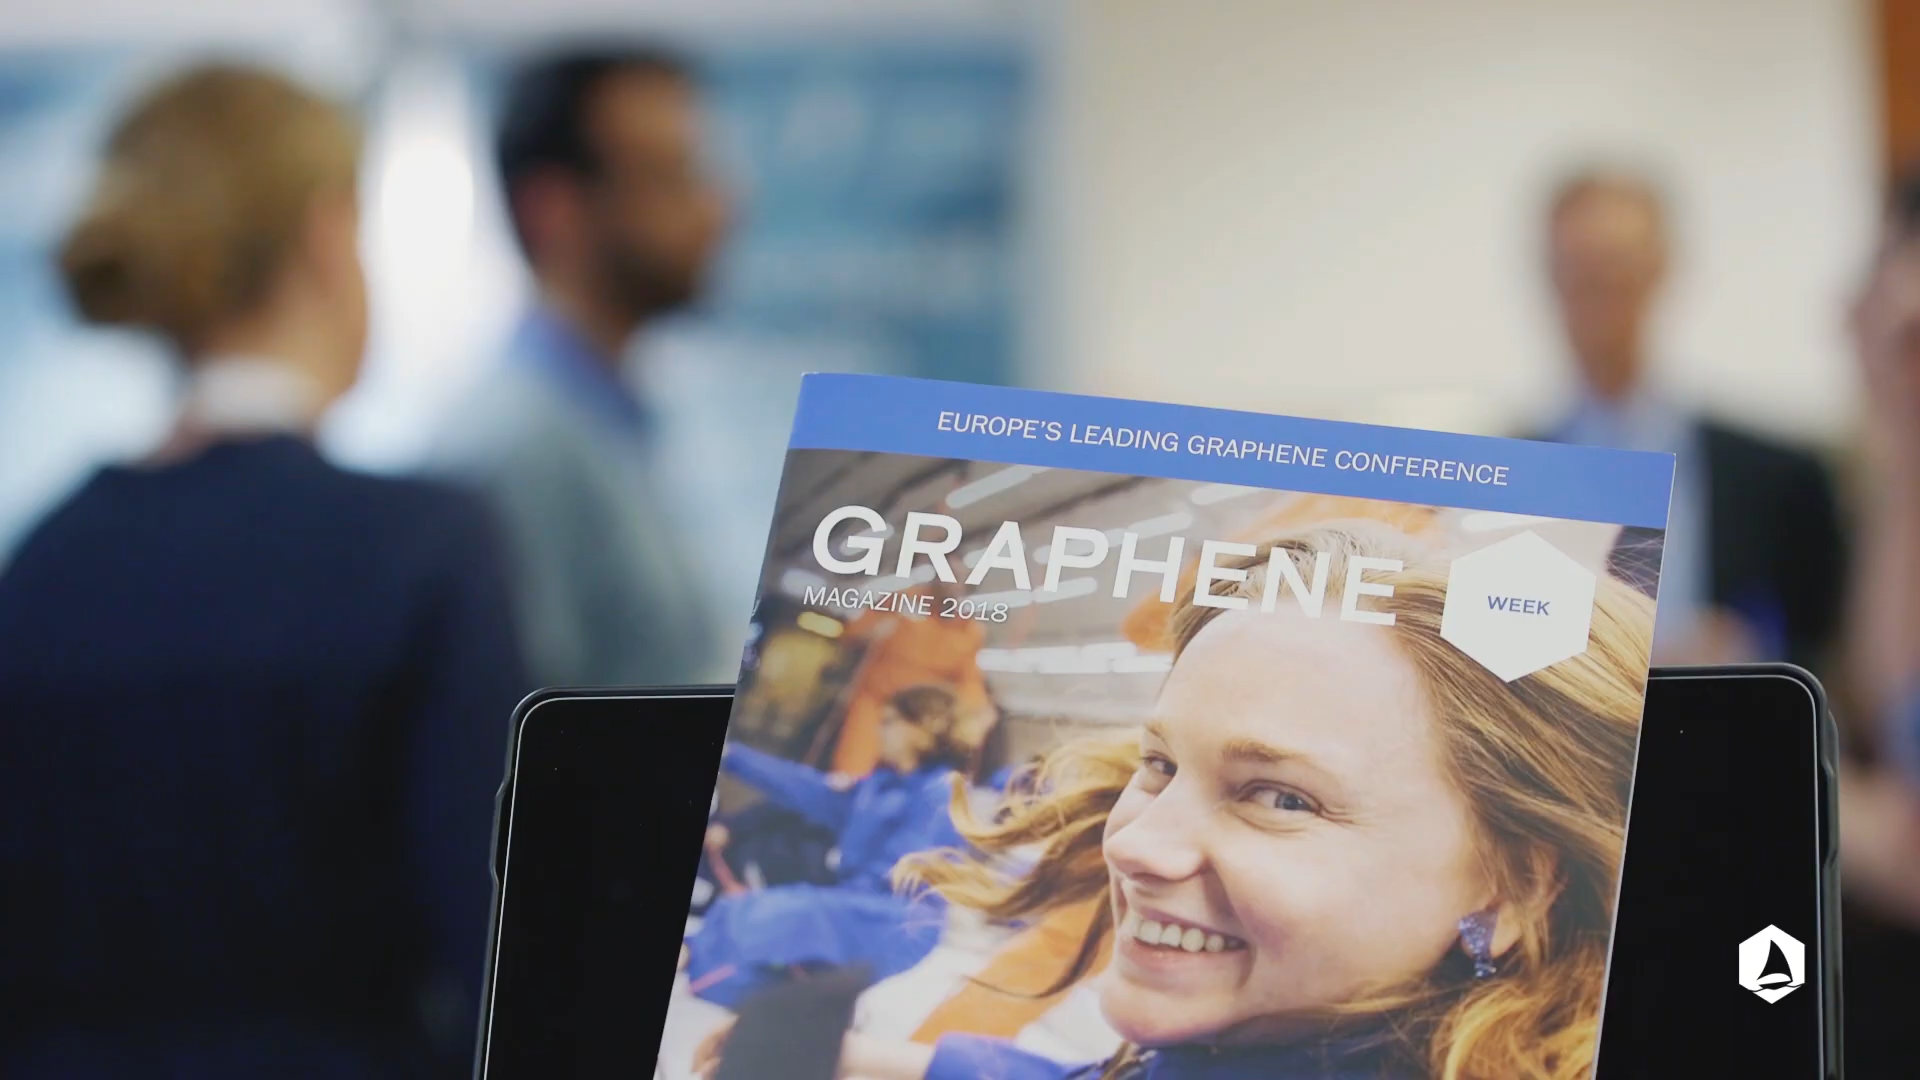 EUROPE'S LEADING GRAPHENE CONFERENCE
GRAPHENE
WEEK
MAGAZINE 2018